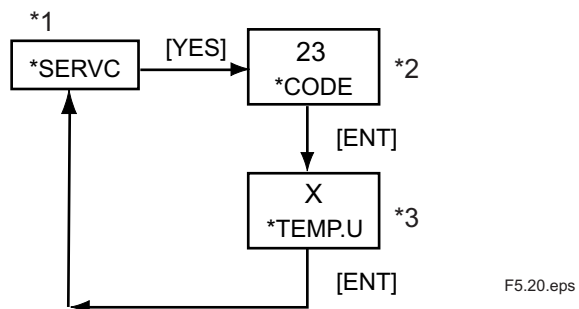 *1
*SERVC
[YES]
23
*CODE
*2
[ENT]
X
*TEMP.U
*3
[ENT]
F5.20.eps